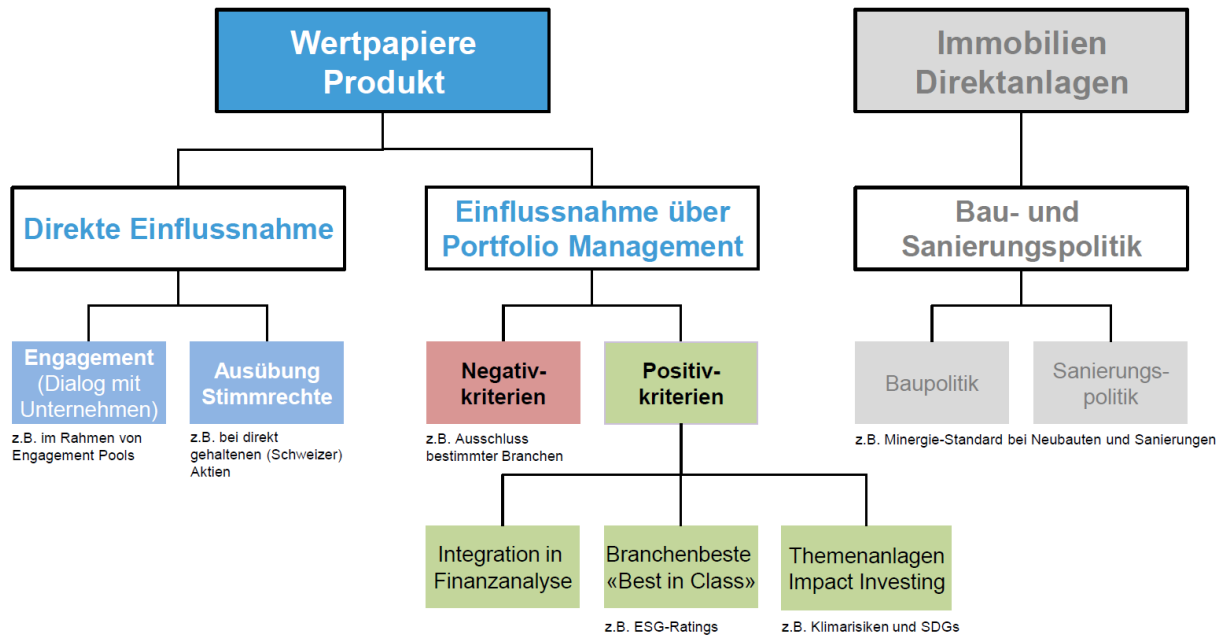 Wertpapiere
Produkt
Immobilien
Direktanlagen
Direkte Einflussnahme
Einflussnahme über
Portfolio Management
Bau- und
Sanierungspolitik
Engagement
(Dialog mit
Unternehmen)
z.B. im Rahmen von
Engagement Pools
Ausübung
Stimmrechte
z.B. bei direkt
gehaltenen (Schweizer)
Aktien
Negativ-
kriterien
z.B. Ausschluss
bestimmter Branchen
Positiv-
kriterien
Baupolitik
Sanierungs-
politik
z.B. Minergie-Standard bei Neubauten und Sanierungen
Integration in
Finanzanalyse
Branchenbeste
«Best in Class»
z.B. ESG-Ratings
Themenanlagen
Impact Investing
z.B. Klimarisiken und SDGs